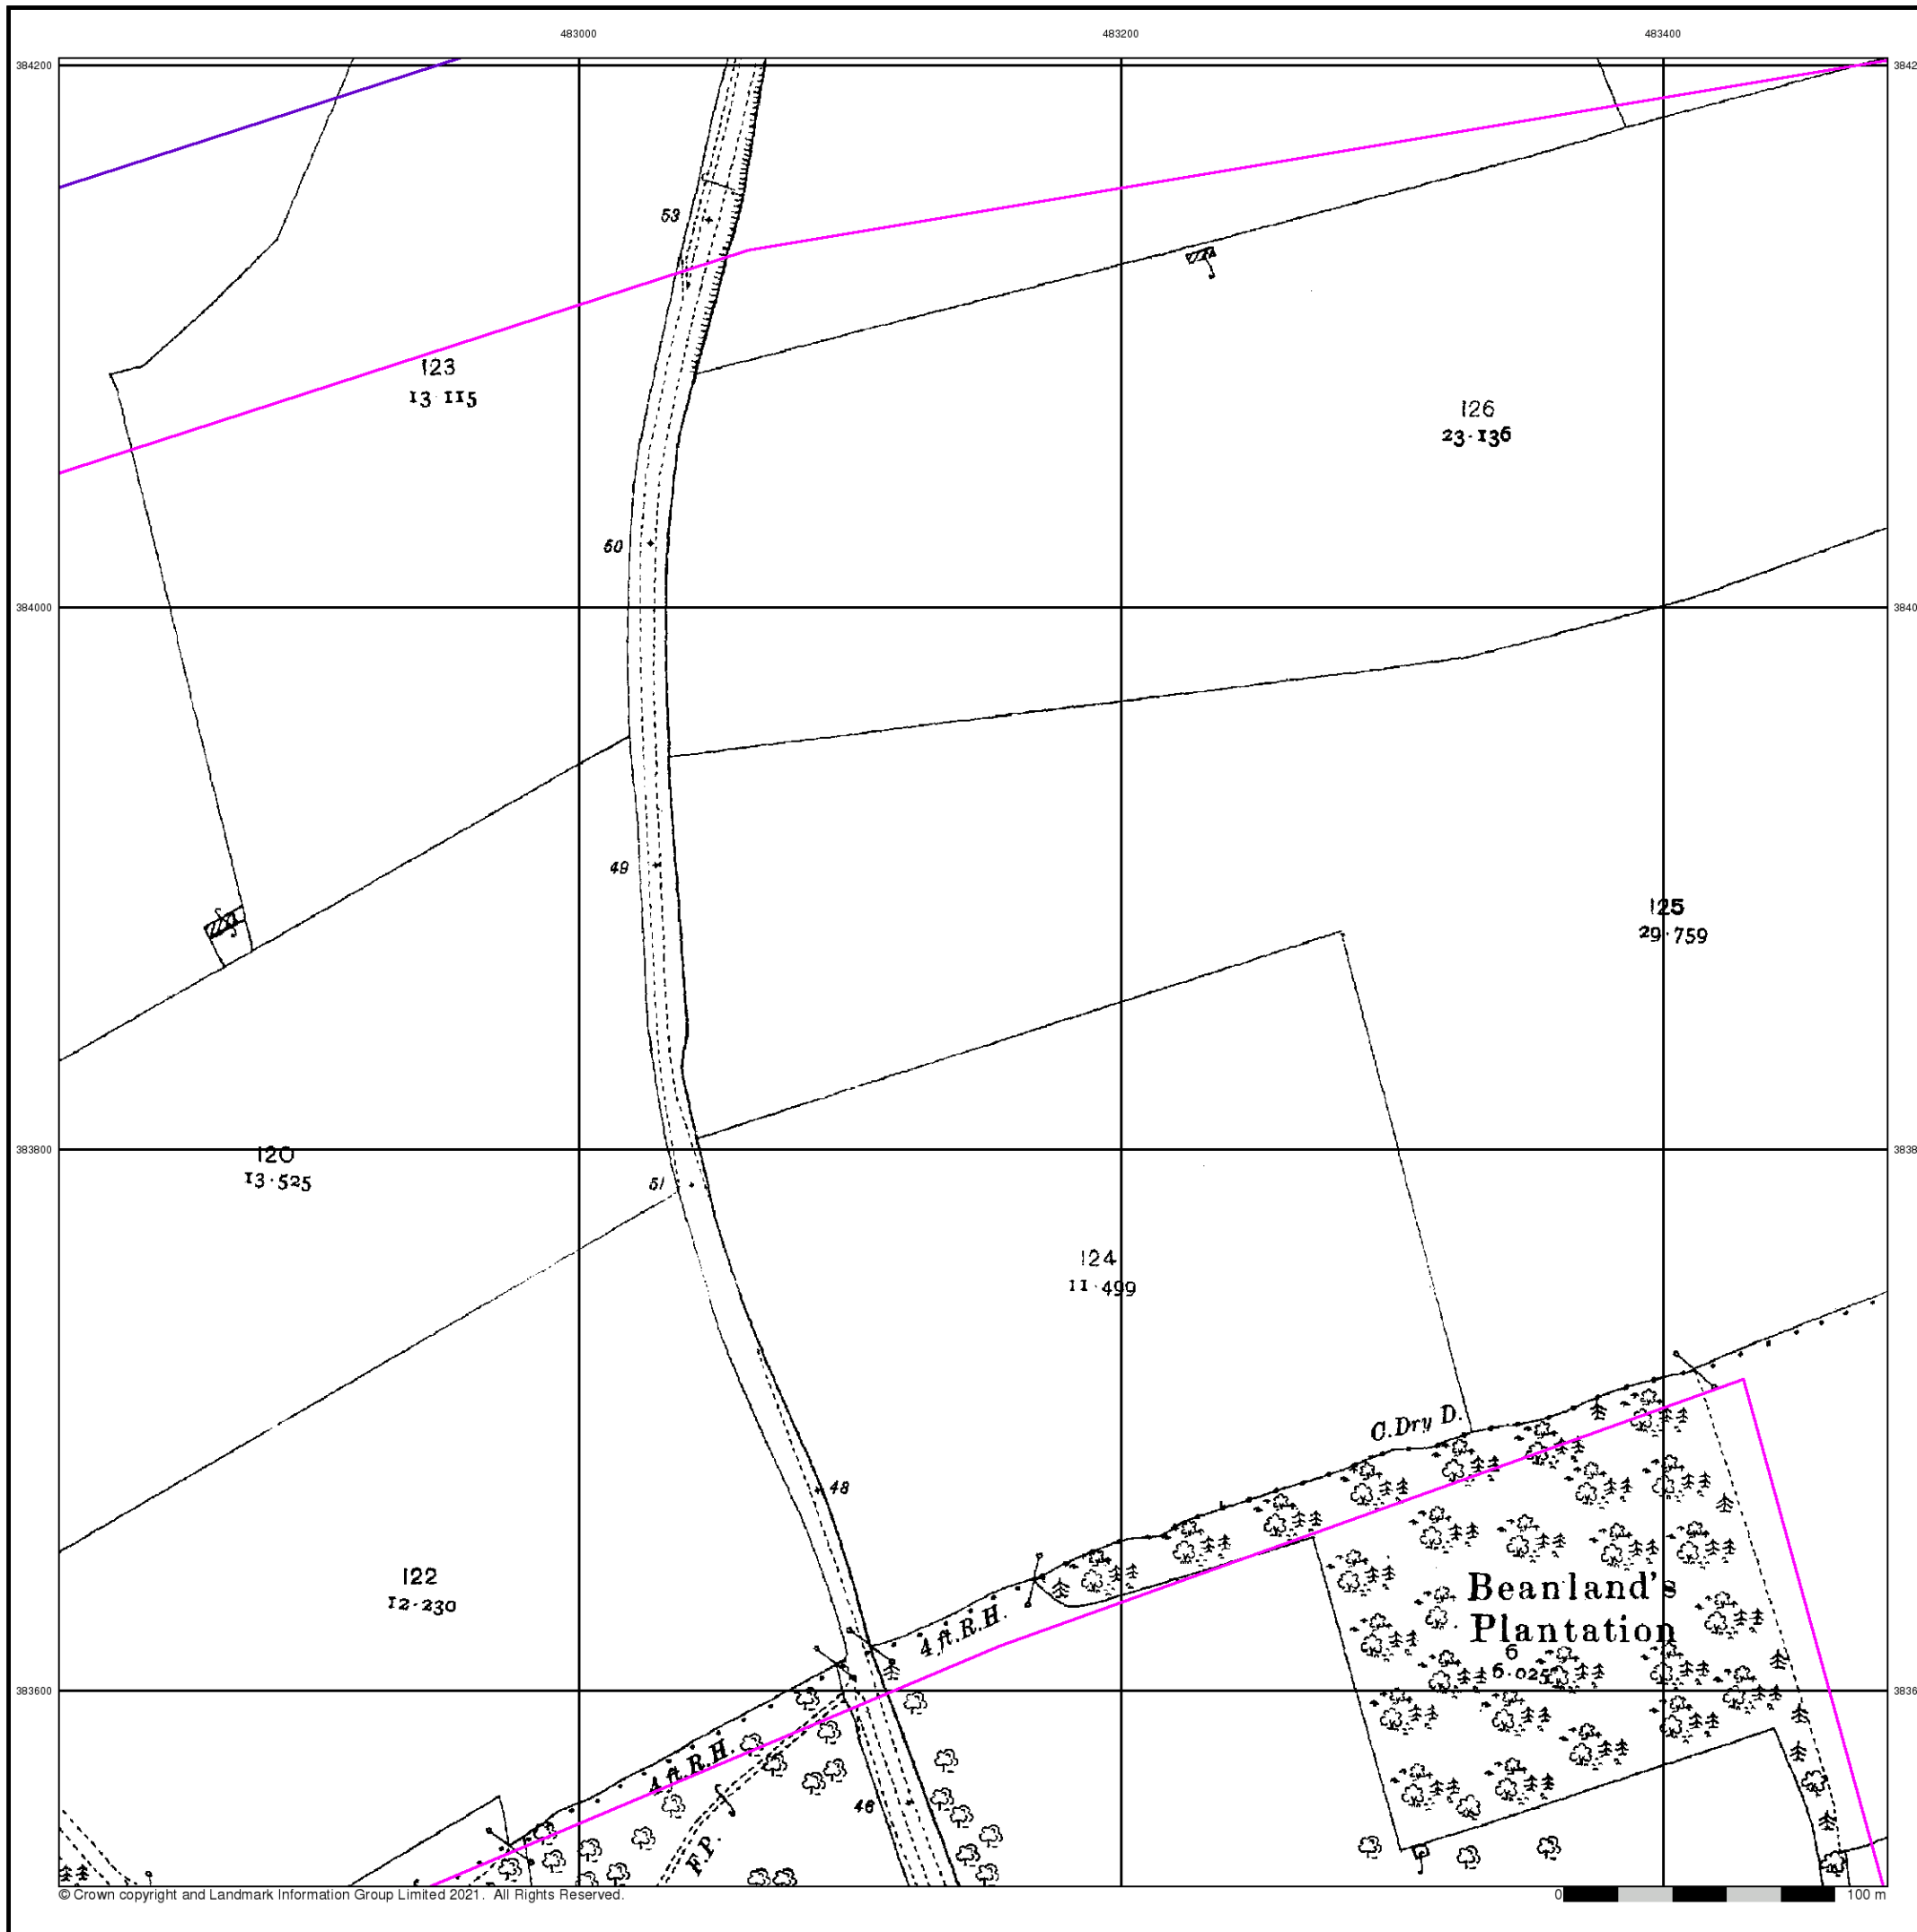 483000 483200 483400
384200
53
123
13·115
126
23·136
50
384000
49
125
29·759
383800
120
13·525
51
124
11·499
C. Dry D.
48
122
12·230
Beanland's
Plantation
6
6·025
4 ft. R.H.
383600
4 ft. R.H.
46
F.P.
© Crown copyright and Landmark Information Group Limited 2021. All Rights Reserved.
0 100 m